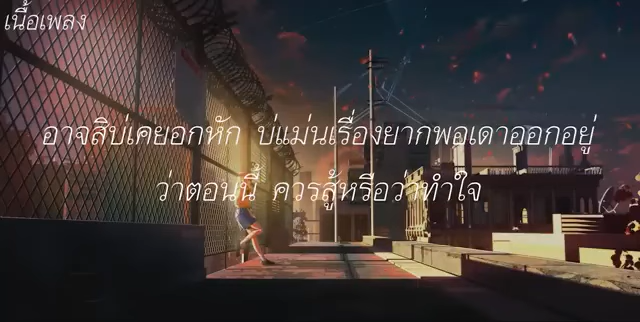 เนื้อเพลง
อาจสิบ่เคยอกหัก บ่แม่นเรื่องยากพอเดาออกอยู่
ว่าตอนนี้ ควรสู้หรือว่าทำใจ